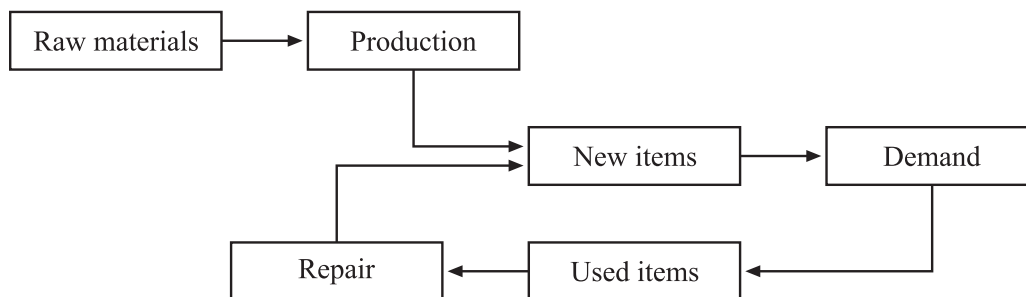 Raw materials
Production
New items
Demand
Repair
Used items